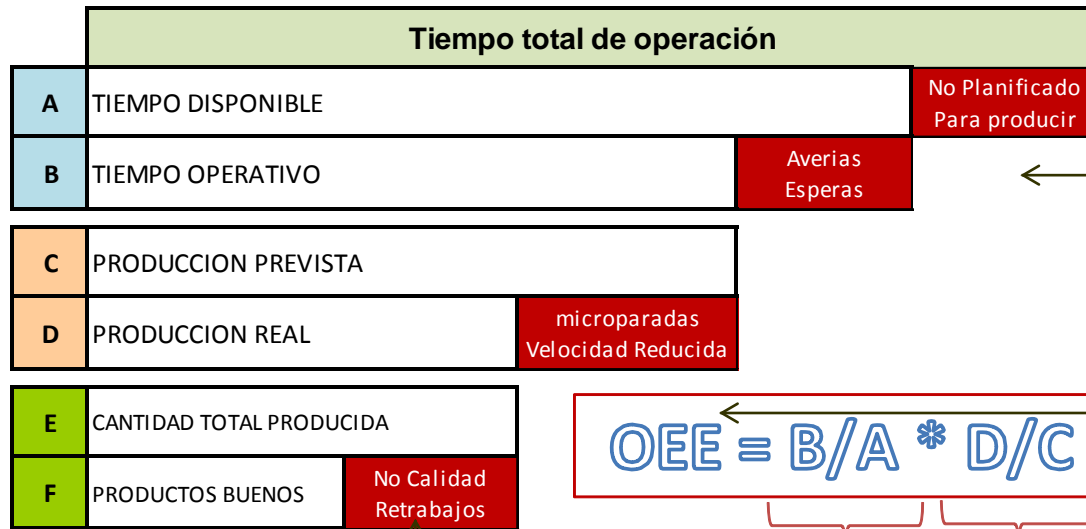 Tiempo total de operación
A TIEMPO DISPONIBLE
No Planificado
Para producir
B TIEMPO OPERATIVO
Averias
Esperas
C PRODUCCION PREVISTA
D PRODUCCION REAL
microparadas
Velocidad Reducida
E CANTIDAD TOTAL PRODUCIDA
F PRODUCTOS BUENOS
No Calidad
Retrabajos
OEE = B/A * D/C